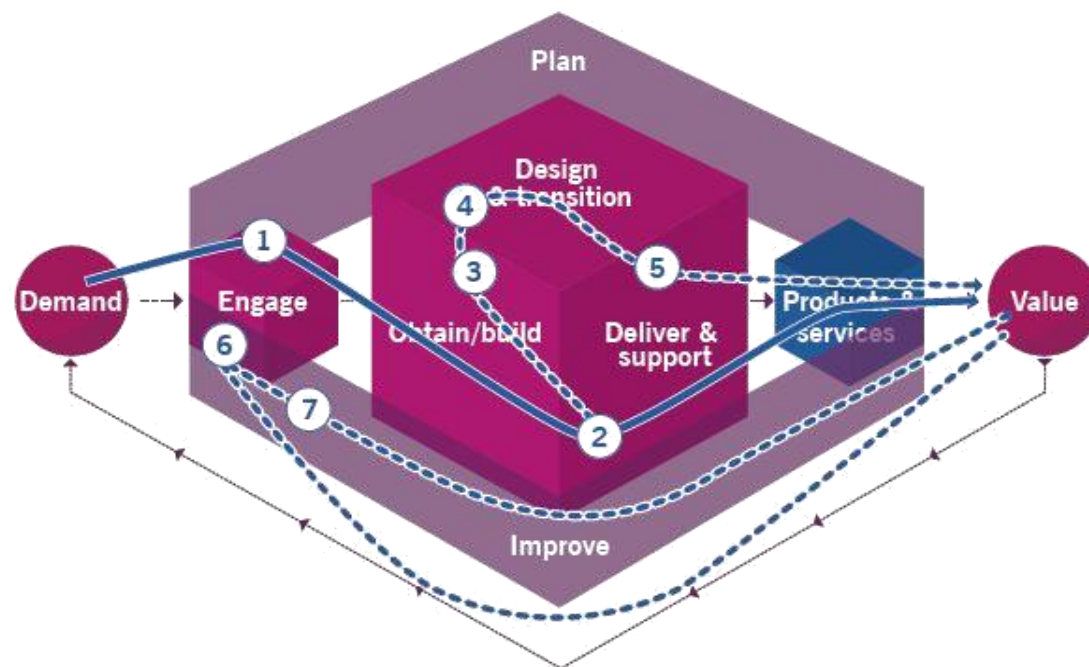 Plan
Design
& transition
4
1
3
5
Demand
Engage
Obtain/build
Deliver &
support
Products &
services
Value
6
7
2
Improve